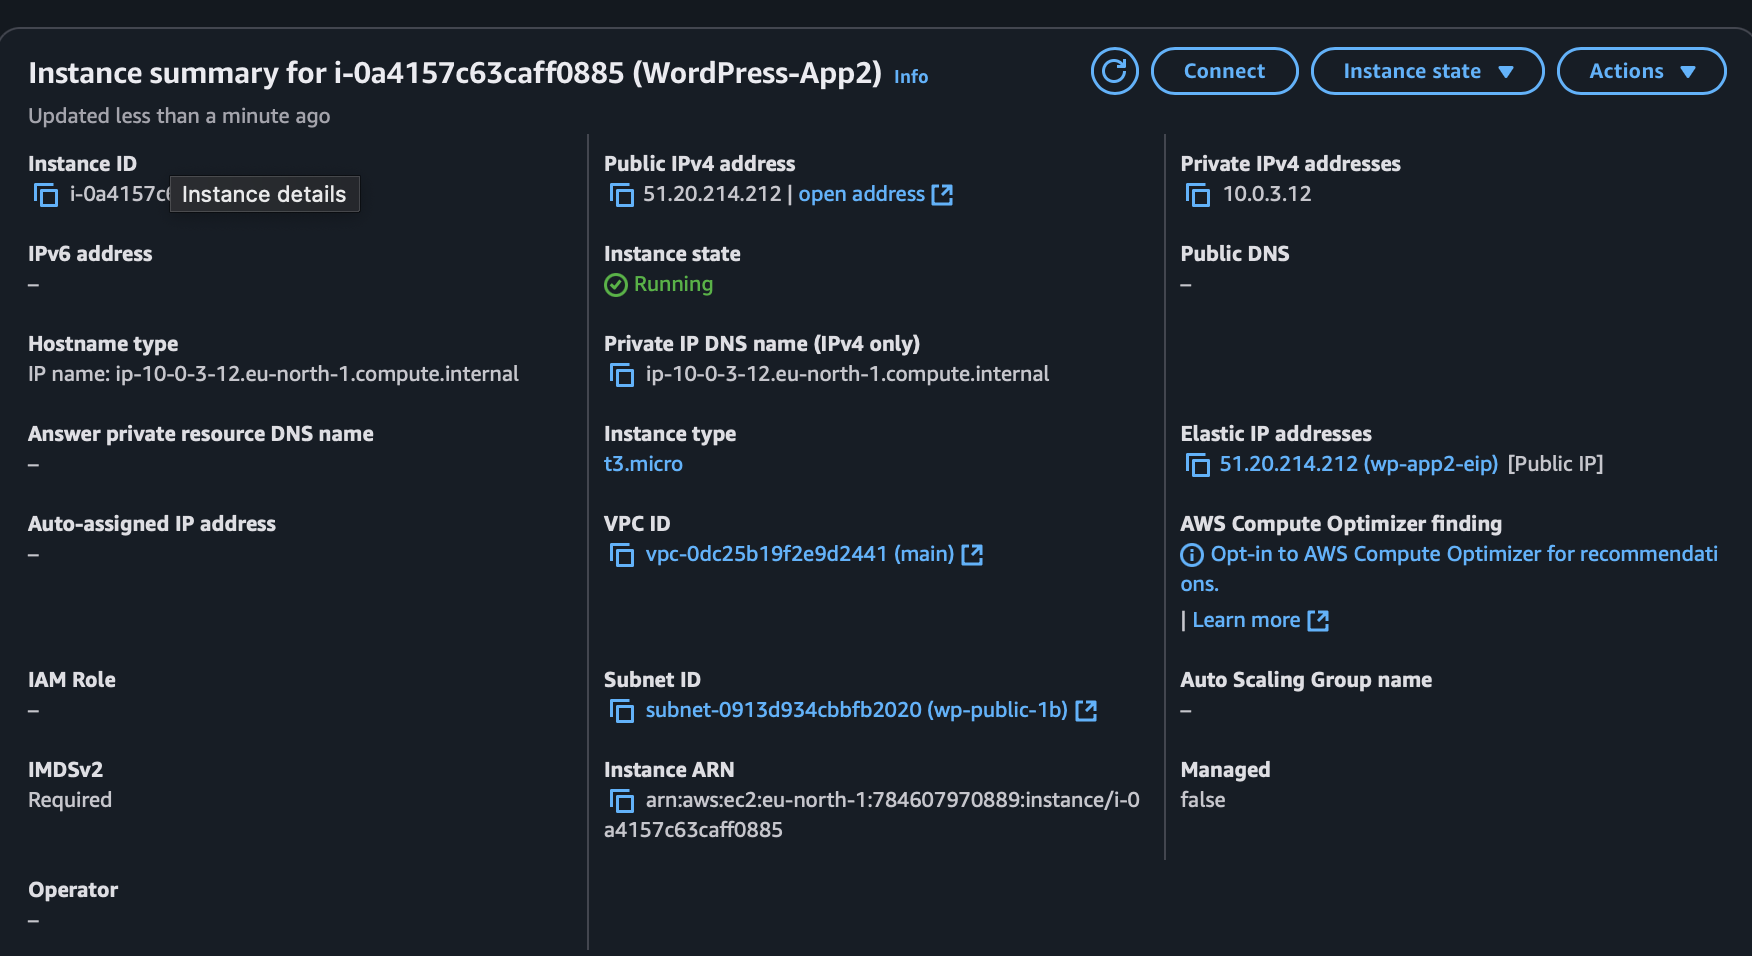 Instance summary for i-0a4157c63caff0885 (WordPress-App2) Info
Connect
Instance state
Actions
Updated less than a minute ago
Instance ID
i-0a4157c
Instance details
Public IPv4 address
51.20.214.212 | open address
Private IPv4 addresses
10.0.3.12
IPv6 address
–
Instance state
Running
Public DNS
–
Hostname type
IP name: ip-10-0-3-12.eu-north-1.compute.internal
Private IP DNS name (IPv4 only)
ip-10-0-3-12.eu-north-1.compute.internal
Answer private resource DNS name
–
Instance type
t3.micro
Elastic IP addresses
51.20.214.212 (wp-app2-eip) [Public IP]
Auto-assigned IP address
–
VPC ID
vpc-0dc25b19f2e9d2441 (main)
AWS Compute Optimizer finding
Opt-in to AWS Compute Optimizer for recommendati
ons.
| Learn more
IAM Role
–
Subnet ID
subnet-0913d934cbbfb2020 (wp-public-1b)
Auto Scaling Group name
–
IMDSv2
Required
Instance ARN
arn:aws:ec2:eu-north-1:784607970889:instance/i-0
a4157c63caff0885
Managed
false
Operator
–